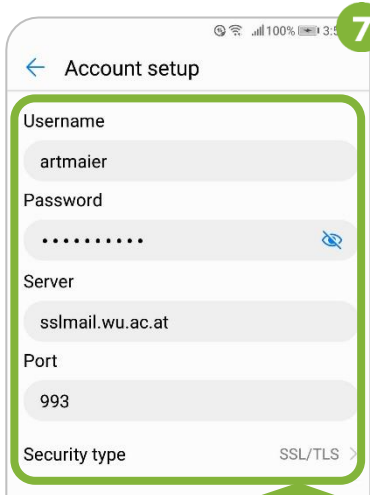 100% 3:5
7
Account setup
Username
artmaier
Password
••••••••••
Server
sslmail.wu.ac.at
Port
993
Security type SSL/TLS